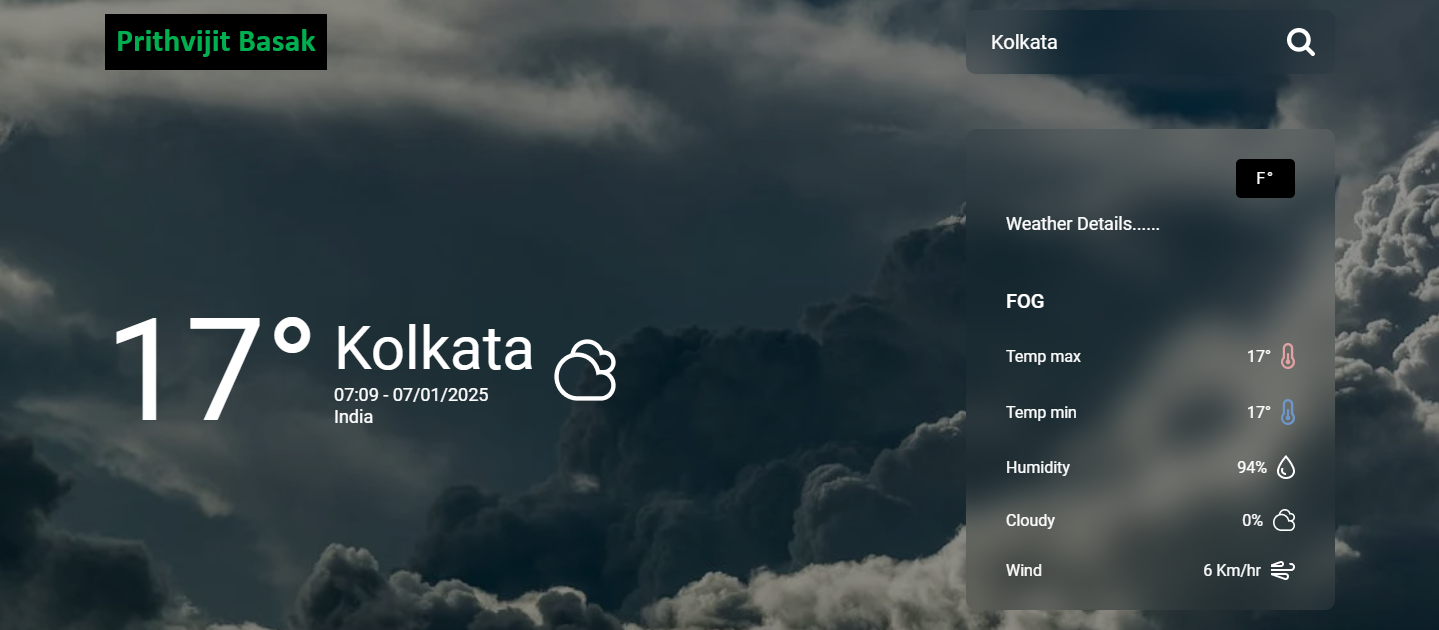 Prithvijit Basak
Kolkata
F°
Weather Details......
17°
Kolkata
07:09 - 07/01/2025
India
FOG
Temp max 17°
Temp min 17°
Humidity 94%
Cloudy 0%
Wind 6 Km/hr